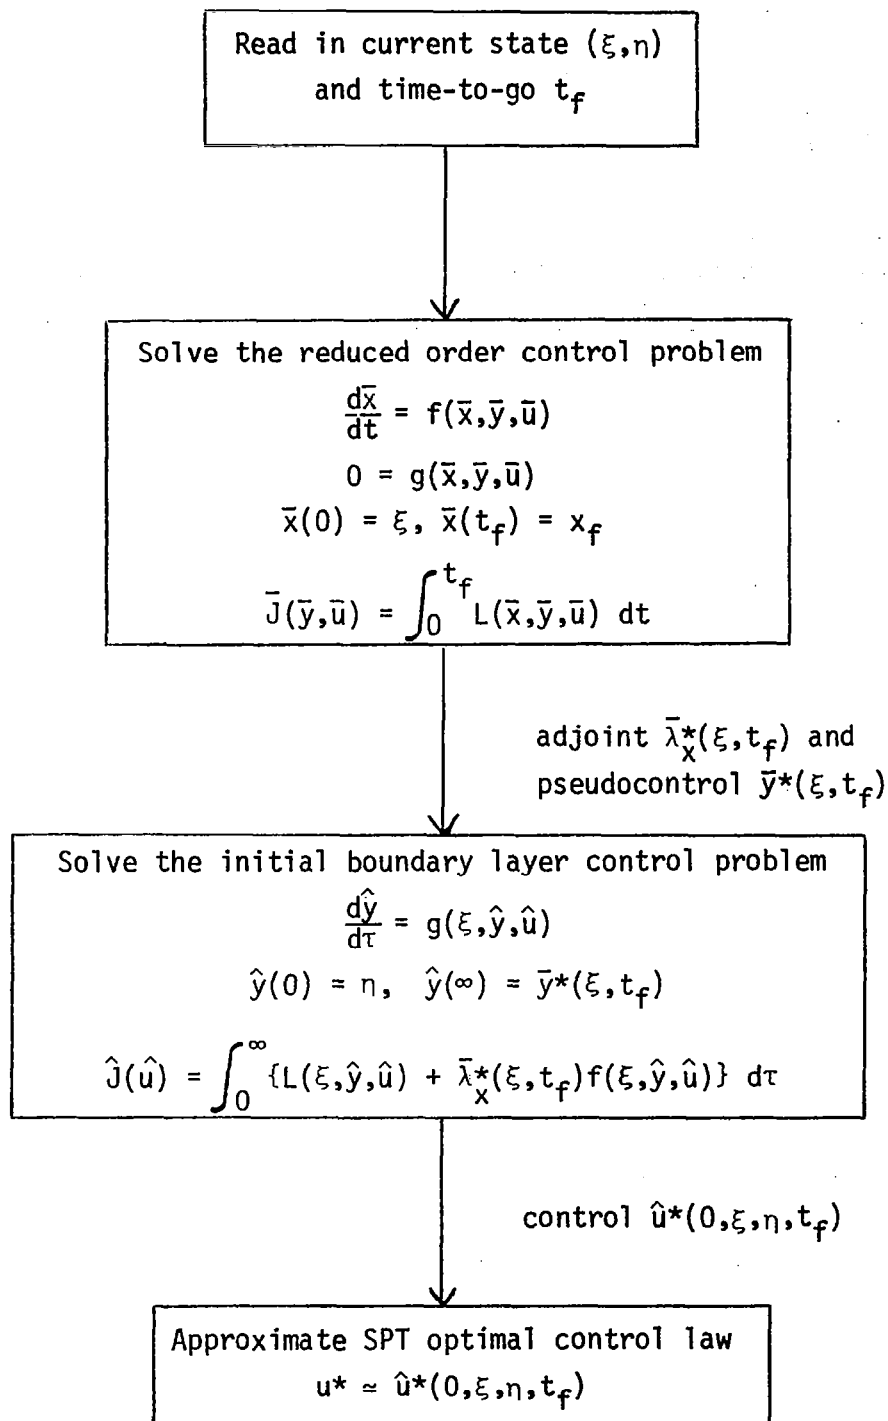 Read in current state (ξ,η)
and time-to-go t_f
Solve the reduced order control problem
dx̄/dt = f(x̄,ȳ,ū)
0 = g(x̄,ȳ,ū)
x̄(0) = ξ, x̄(t_f) = x_f
J̄(ȳ,ū) = ∫_0^{t_f} L(x̄,ȳ,ū) dt
adjoint λ̄*_x(ξ,t_f) and
pseudocontrol ȳ*(ξ,t_f)
Solve the initial boundary layer control problem
dŷ/dτ = g(ξ,ŷ,û)
ŷ(0) = η, ŷ(∞) = ȳ*(ξ,t_f)
Ĵ(û) = ∫_0^∞ {L(ξ,ŷ,û) + λ̄*_x(ξ,t_f)f(ξ,ŷ,û)} dτ
control û*(0,ξ,η,t_f)
Approximate SPT optimal control law
u* ≃ û*(0,ξ,η,t_f)